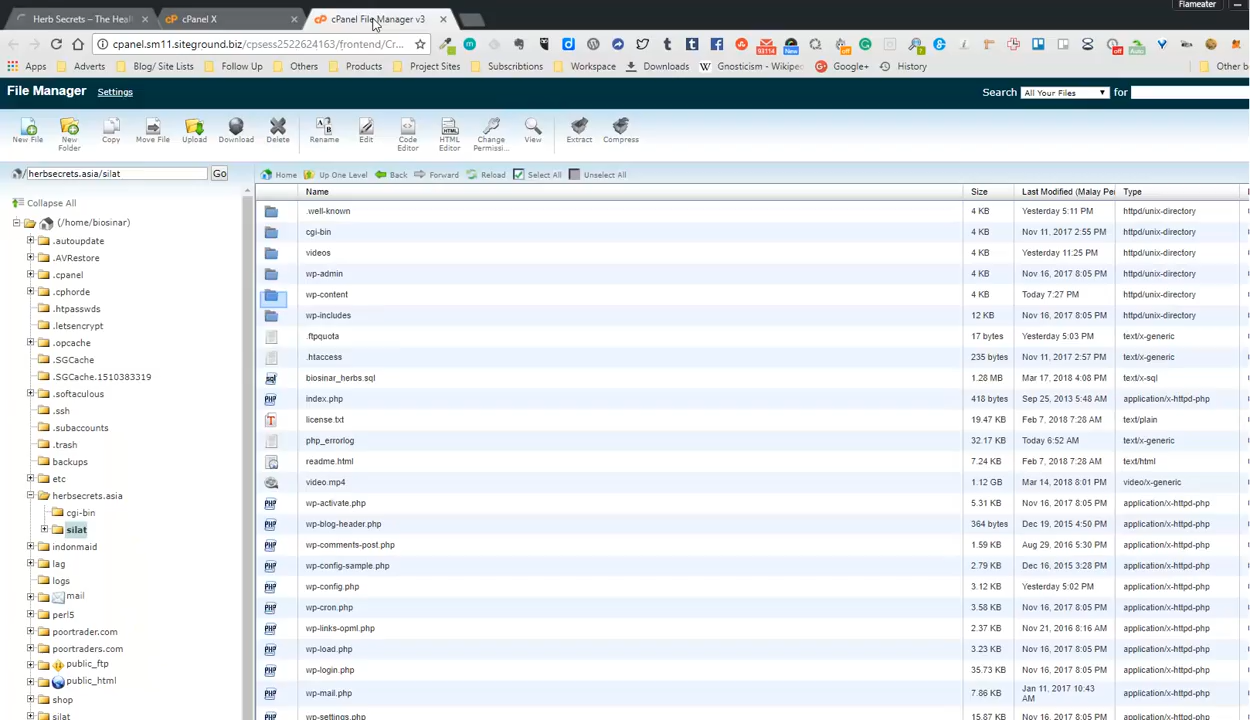 Flameater
Herb Secrets – The Heal
cPanel X
cPanel File Manager v3
cpanel.sm11.siteground.biz/cpsess2522624163/frontend/Cr...
Apps Adverts Blog/ Site Lists Follow Up Others Products Project Sites Subscribtions Workspace Downloads Gnosticism - Wikipe Google+ History Other b
File Manager Settings
Search All Your Files for
New File
New Folder
Copy
Move File
Upload
Download
Delete
Rename
Edit
Code Editor
HTML Editor
Change Permissi...
View
Extract
Compress
/herbsecrets.asia/silat Go
Home Up One Level Back Forward Reload Select All Unselect All
Collapse All
(/home/biosinar)
.autoupdate
.AVRestore
.cpanel
.cphorde
.htpasswds
.letsencrypt
.opcache
.SGCache
.SGCache.1510383319
.softaculous
.ssh
.subaccounts
.trash
backups
etc
herbsecrets.asia
cgi-bin
silat
indonmaid
lag
logs
mail
perl5
poortrader.com
poortraders.com
public_ftp
public_html
shop
silat
Name Size Last Modified (Malay Pe Type
.well-known 4 KB Yesterday 5:11 PM httpd/unix-directory
cgi-bin 4 KB Nov 11, 2017 2:55 PM httpd/unix-directory
videos 4 KB Yesterday 11:25 PM httpd/unix-directory
wp-admin 4 KB Nov 16, 2017 8:05 PM httpd/unix-directory
wp-content 4 KB Today 7:27 PM httpd/unix-directory
wp-includes 12 KB Nov 16, 2017 8:05 PM httpd/unix-directory
.ftpquota 17 bytes Yesterday 5:03 PM text/x-generic
.htaccess 235 bytes Nov 11, 2017 2:57 PM text/x-generic
biosinar_herbs.sql 1.28 MB Mar 17, 2018 4:08 PM text/x-sql
index.php 418 bytes Sep 25, 2013 5:48 AM application/x-httpd-php
license.txt 19.47 KB Feb 7, 2018 7:28 AM text/plain
php_errorlog 32.17 KB Today 6:52 AM text/x-generic
readme.html 7.24 KB Feb 7, 2018 7:28 AM text/html
video.mp4 1.12 GB Mar 14, 2018 8:01 PM video/x-generic
wp-activate.php 5.31 KB Nov 16, 2017 8:05 PM application/x-httpd-php
wp-blog-header.php 364 bytes Dec 19, 2015 4:50 PM application/x-httpd-php
wp-comments-post.php 1.59 KB Aug 29, 2016 5:30 PM application/x-httpd-php
wp-config-sample.php 2.79 KB Dec 16, 2015 3:28 PM application/x-httpd-php
wp-config.php 3.12 KB Yesterday 5:02 PM application/x-httpd-php
wp-cron.php 3.58 KB Nov 16, 2017 8:05 PM application/x-httpd-php
wp-links-opml.php 2.37 KB Nov 21, 2016 8:16 AM application/x-httpd-php
wp-load.php 3.23 KB Nov 16, 2017 8:05 PM application/x-httpd-php
wp-login.php 35.73 KB Nov 16, 2017 8:05 PM application/x-httpd-php
wp-mail.php 7.86 KB Jan 11, 2017 10:43 AM application/x-httpd-php
wp-settings.php 15.87 KB Nov 16, 2017 8:05 PM application/x-httpd-php